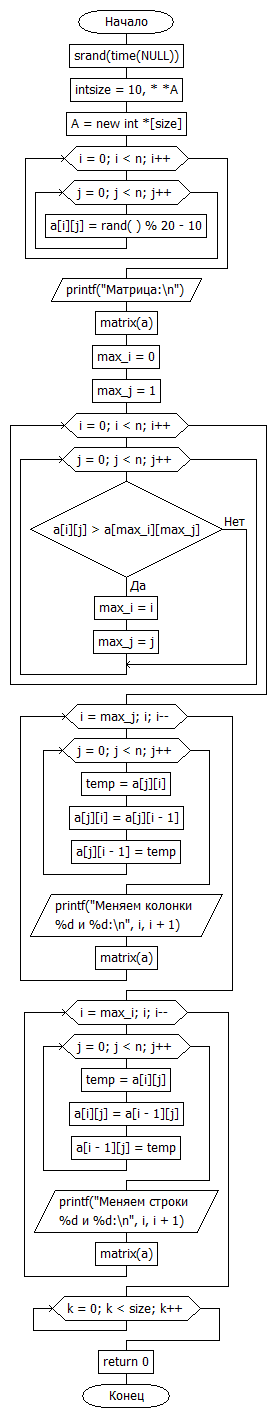 Начало
srand(time(NULL))
intsize = 10, * *A
A = new int *[size]
i = 0; i < n; i++
j = 0; j < n; j++
a[i][j] = rand( ) % 20 - 10
printf("Матрица:\n")
matrix(a)
max_i = 0
max_j = 1
i = 0; i < n; i++
j = 0; j < n; j++
a[i][j] > a[max_i][max_j]
Нет
Да
max_i = i
max_j = j
i = max_j; i; i--
j = 0; j < n; j++
temp = a[j][i]
a[j][i] = a[j][i - 1]
a[j][i - 1] = temp
printf("Меняем колонки
%d и %d:\n", i, i + 1)
matrix(a)
i = max_i; i; i--
j = 0; j < n; j++
temp = a[i][j]
a[i][j] = a[i - 1][j]
a[i - 1][j] = temp
printf("Меняем строки
%d и %d:\n", i, i + 1)
matrix(a)
k = 0; k < size; k++
return 0
Конец